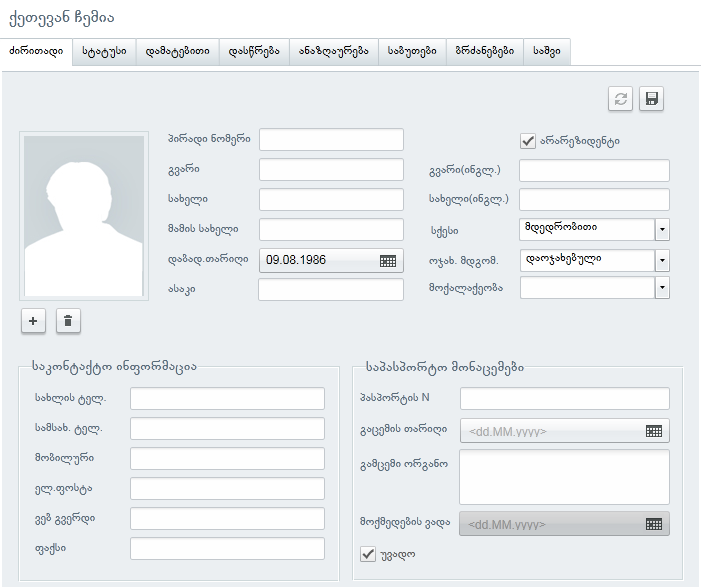 ქეთევან ჩემია
ძირითადი სტატუსი დამატებითი დასწრება ანაზღაურება საბუთები ბრძანებები საშვი
პირადი ნომერი არარეზიდენტი
გვარი გვარი(ინგლ.)
სახელი სახელი(ინგლ.)
მამის სახელი სქესი მდედრობითი
დაბად.თარიღი 09.08.1986 ოჯახ. მდგომ. დაოჯახებული
ასაკი მოქალაქეობა
საკონტაქტო ინფორმაცია
სახლის ტელ.
სამსახ. ტელ.
მობილური
ელ.ფოსტა
ვებ გვერდი
ფაქსი
საპასპორტო მონაცემები
პასპორტის N
გაცემის თარიღი <dd.MM.yyyy>
გამცემი ორგანო
მოქმედების ვადა <dd.MM.yyyy>
უვადო